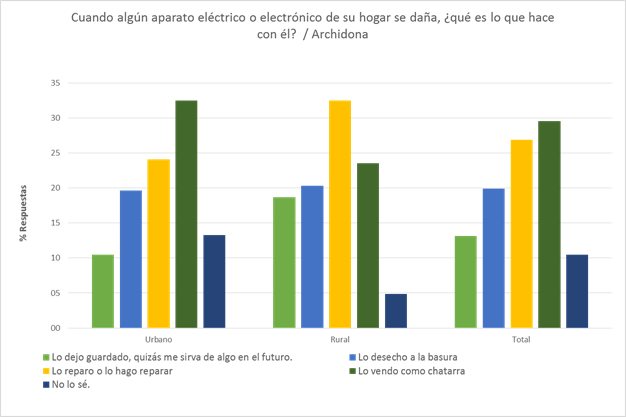 Cuando algún aparato eléctrico o electrónico de su hogar se daña, ¿qué es lo que hace
con él?  / Archidona
35
30
25
20
15
10
05
00
% Respuestas
Urbano
Rural
Total
Lo dejo guardado, quizás me sirva de algo en el futuro.
Lo desecho a la basura
Lo reparo o lo hago reparar
Lo vendo como chatarra
No lo sé.